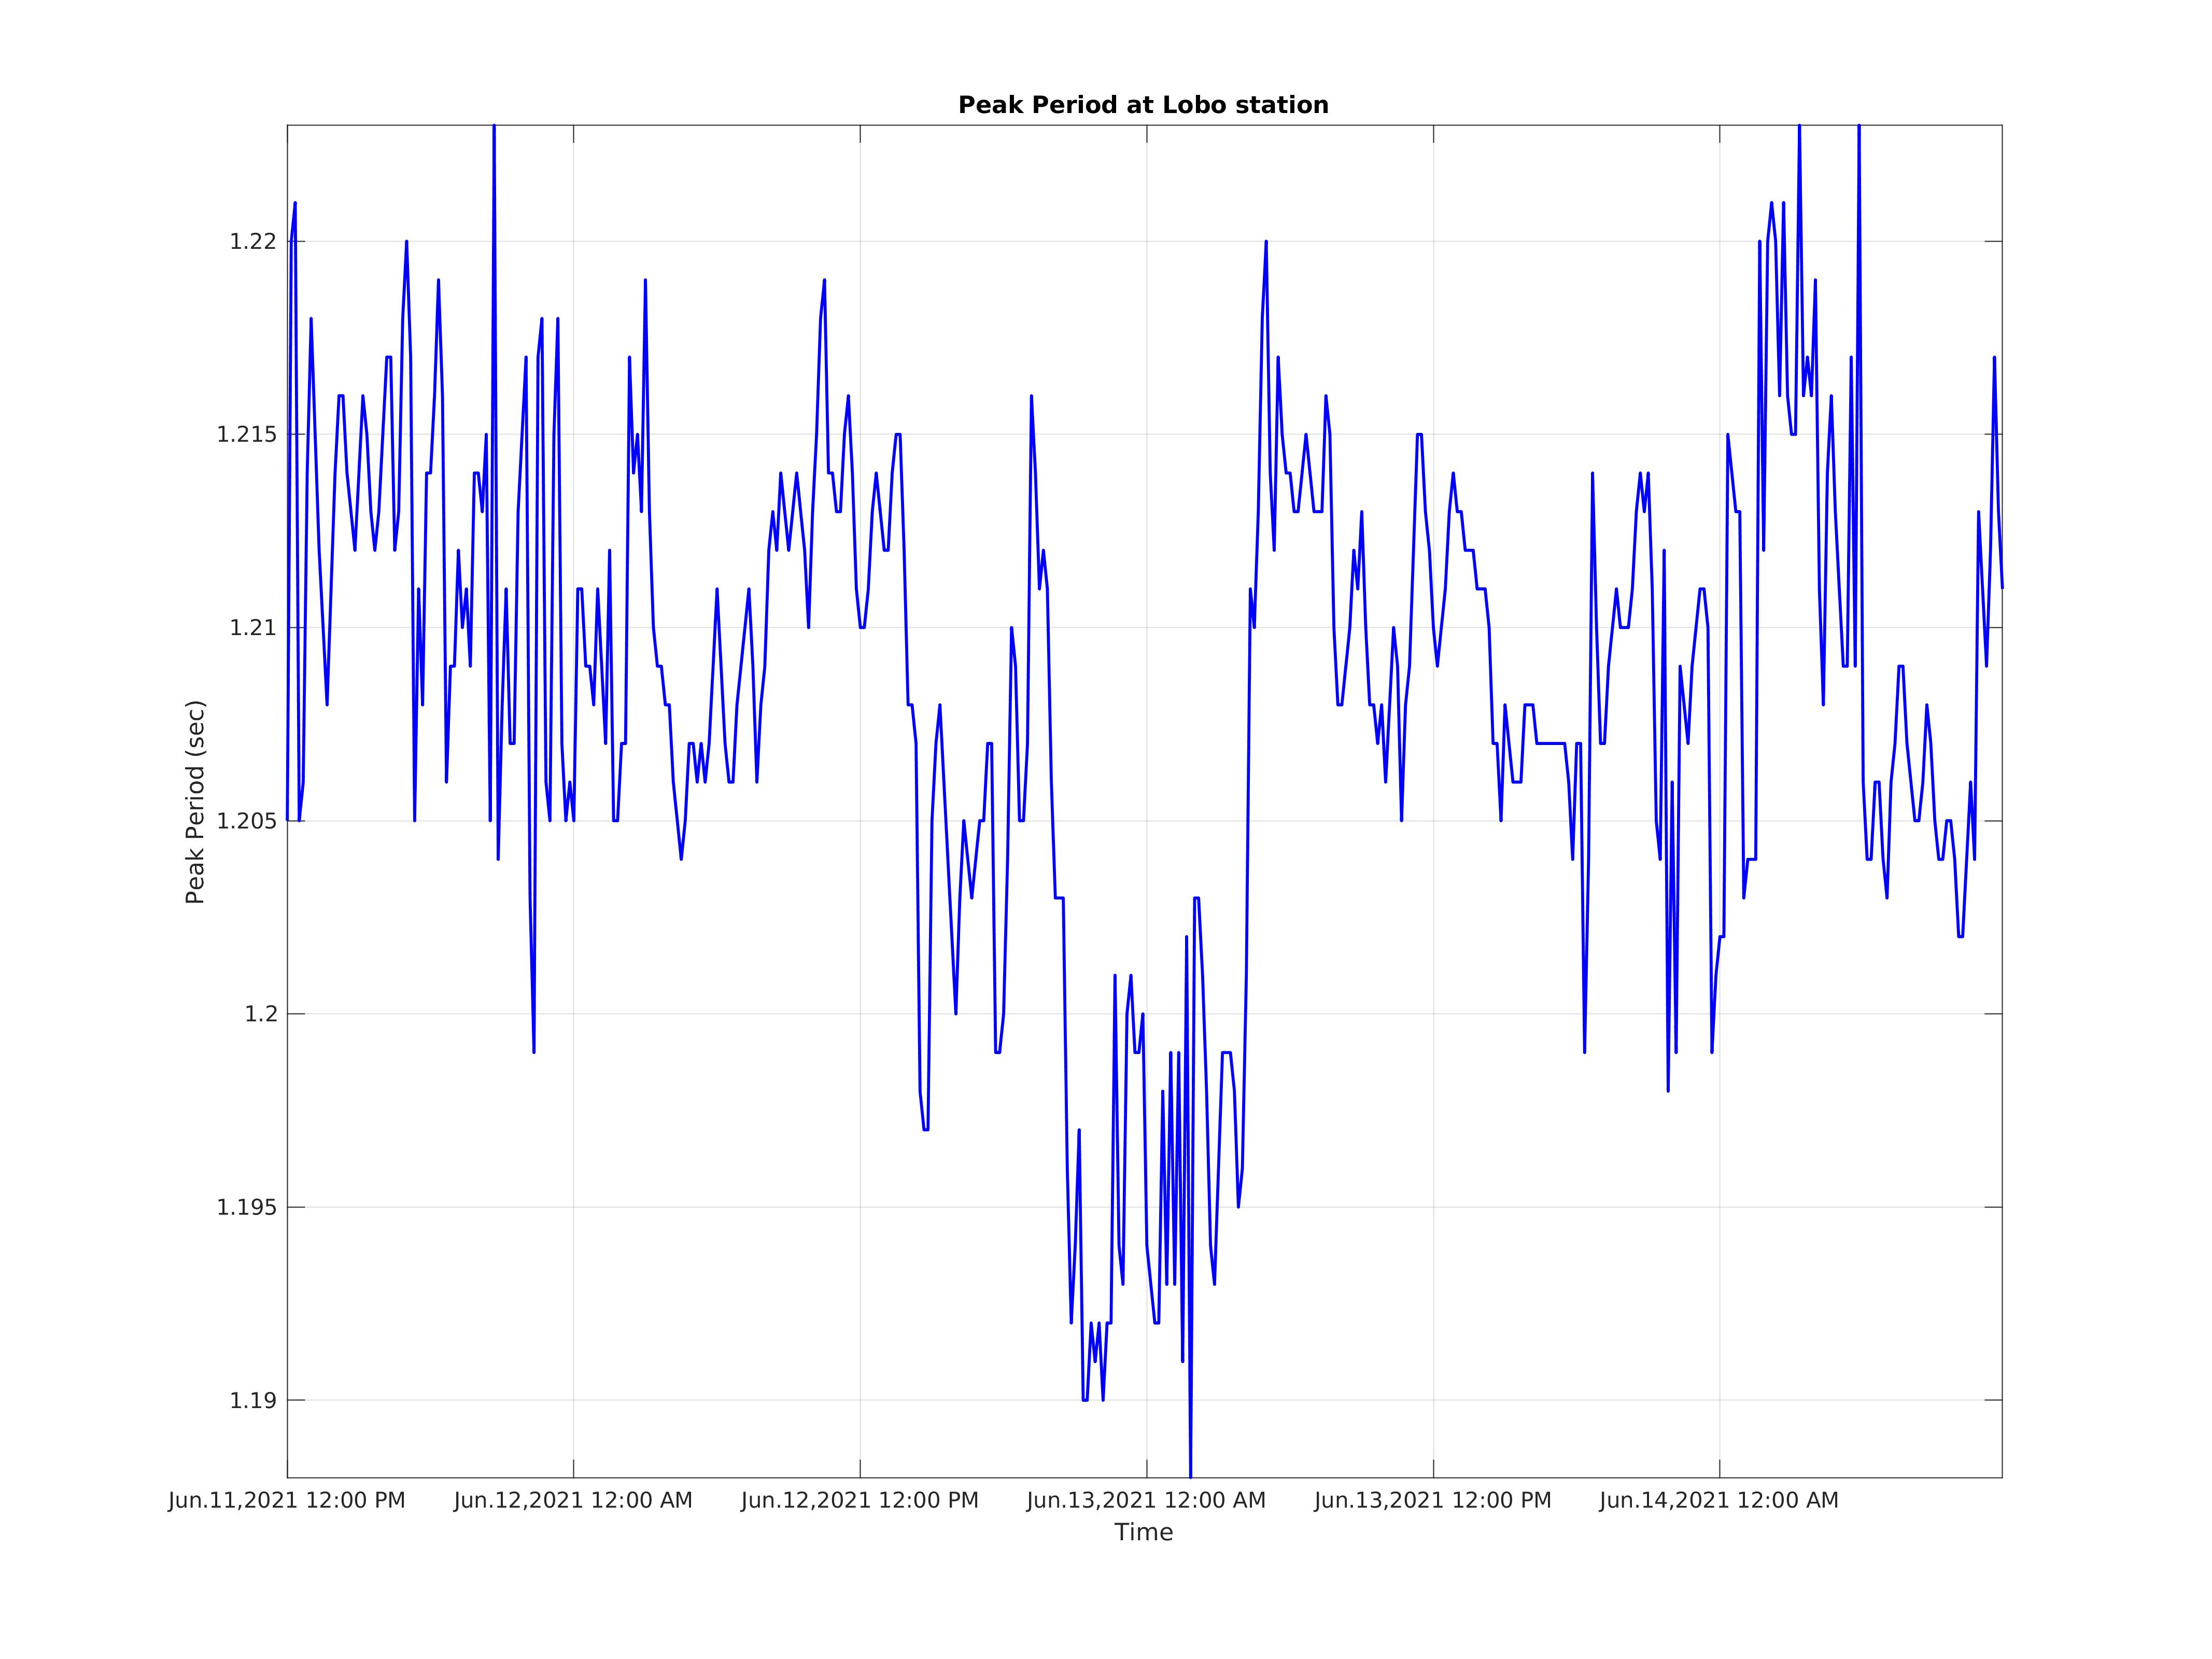 Peak Period at Lobo station
Peak Period (sec)
1.22
1.215
1.21
1.205
1.2
1.195
1.19
Jun.11,2021 12:00 PM
Jun.12,2021 12:00 AM
Jun.12,2021 12:00 PM
Jun.13,2021 12:00 AM
Jun.13,2021 12:00 PM
Jun.14,2021 12:00 AM
Time